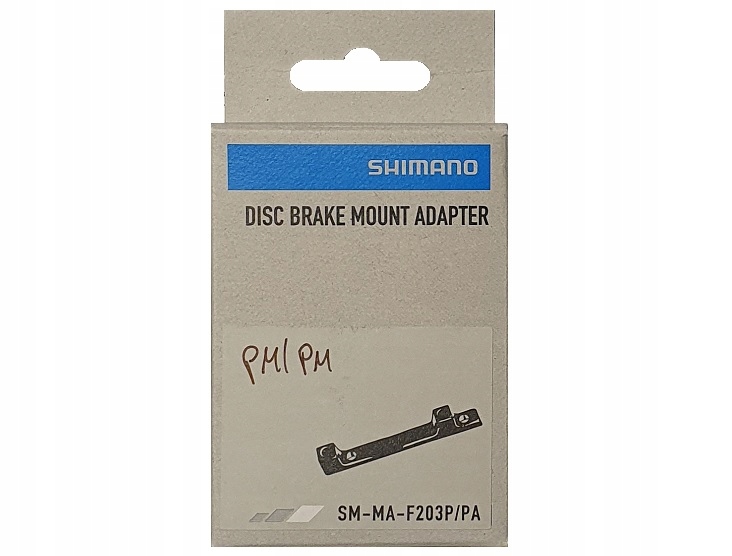 SHIMANO
DISC BRAKE MOUNT ADAPTER
PM/PM
SM-MA-F203P/PA